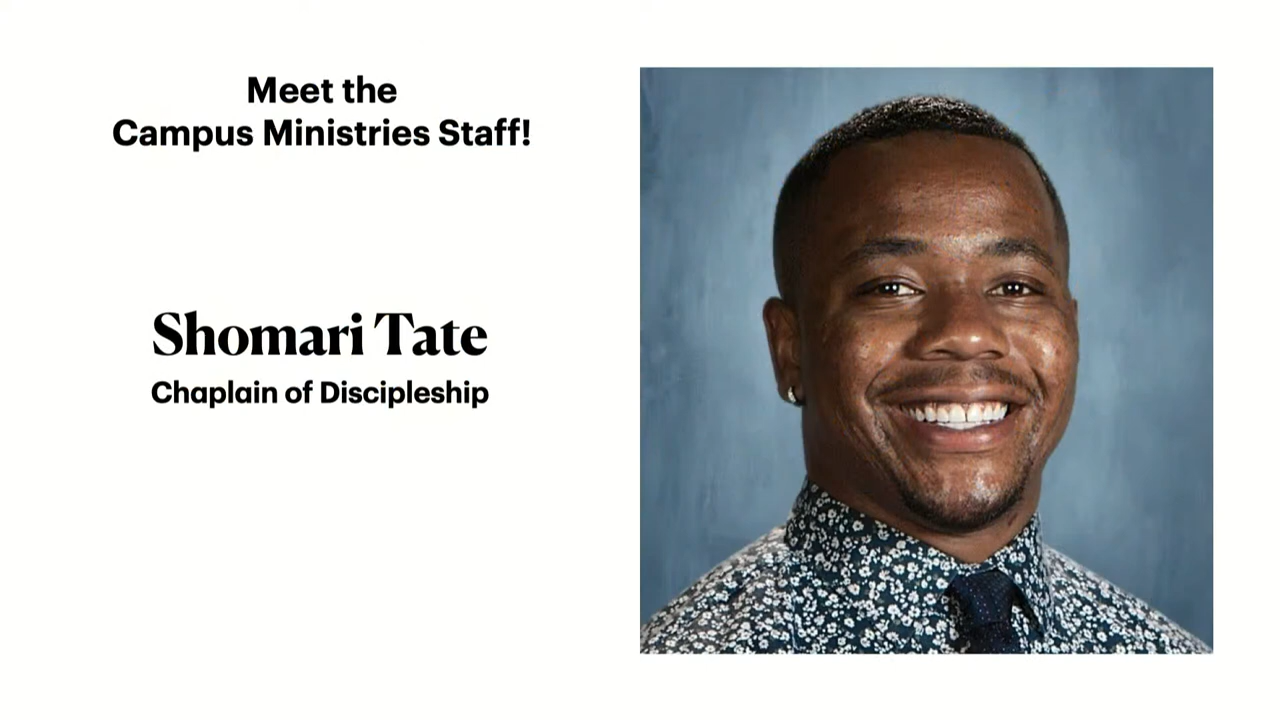 Meet the
Campus Ministries Staff!
Shomari Tate
Chaplain of Discipleship